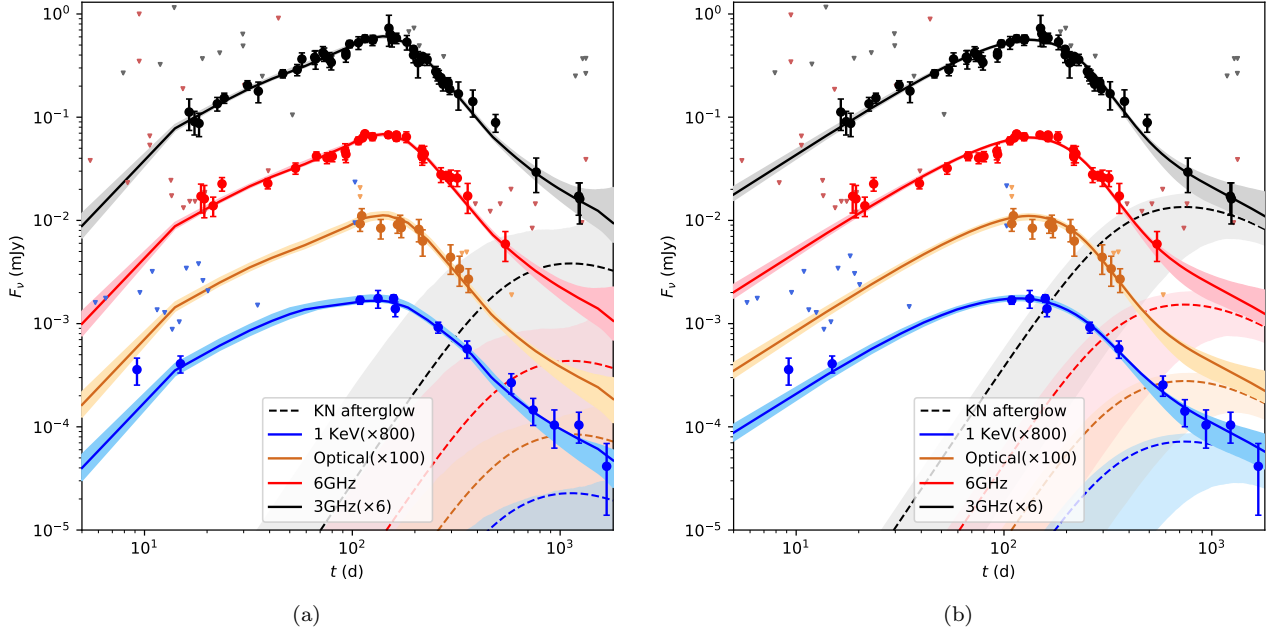 10⁰
10⁻¹
10⁻²
10⁻³
10⁻⁴
10⁻⁵
F_ν (mJy)
10¹
10²
10³
t (d)
KN afterglow
1 KeV(×800)
Optical(×100)
6GHz
3GHz(×6)
(a)
10⁰
10⁻¹
10⁻²
10⁻³
10⁻⁴
10⁻⁵
F_ν (mJy)
10¹
10²
10³
t (d)
KN afterglow
1 KeV(×800)
Optical(×100)
6GHz
3GHz(×6)
(b)